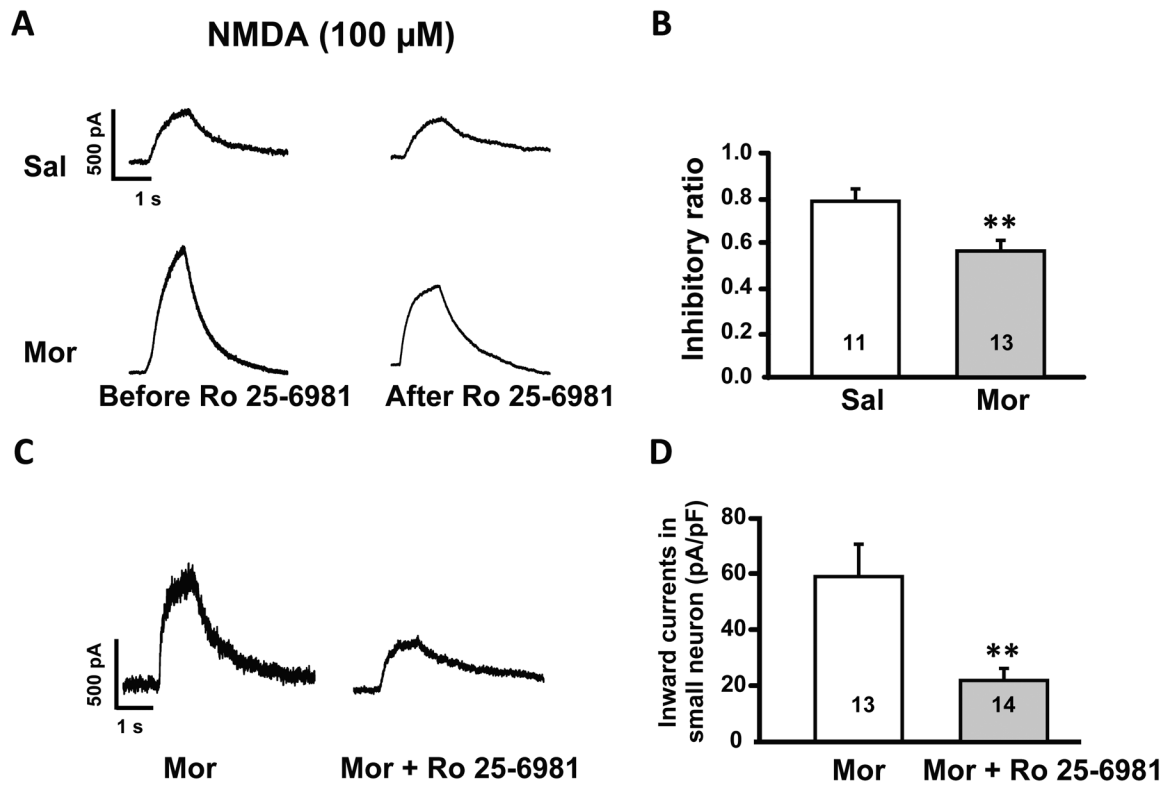 A
NMDA (100 µM)
Sal
500 pA
1 s
Mor
Before Ro 25-6981
After Ro 25-6981
B
Inhibitory ratio
1.0
0.8
0.6
0.4
0.2
0.0
**
11
13
Sal
Mor
C
500 pA
1 s
Mor
Mor + Ro 25-6981
D
Inward currents in
small neuron (pA/pF)
80
60
40
20
0
**
13
14
Mor
Mor + Ro 25-6981